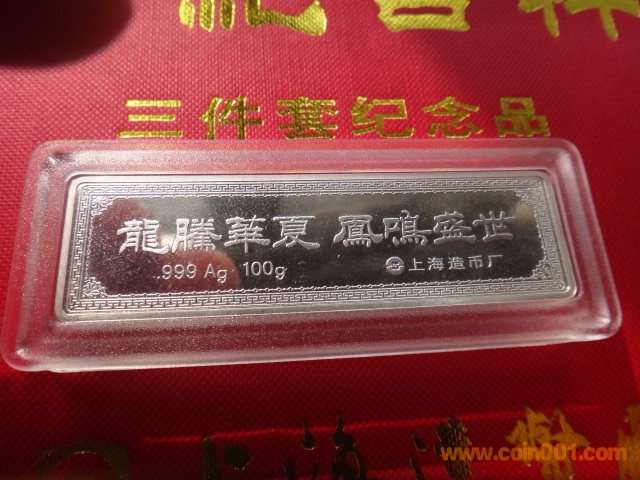 三件套纪念品
龍騰華夏 鳳鳴盛世
.999 Ag 100g 上海造币厂
www.coin001.com